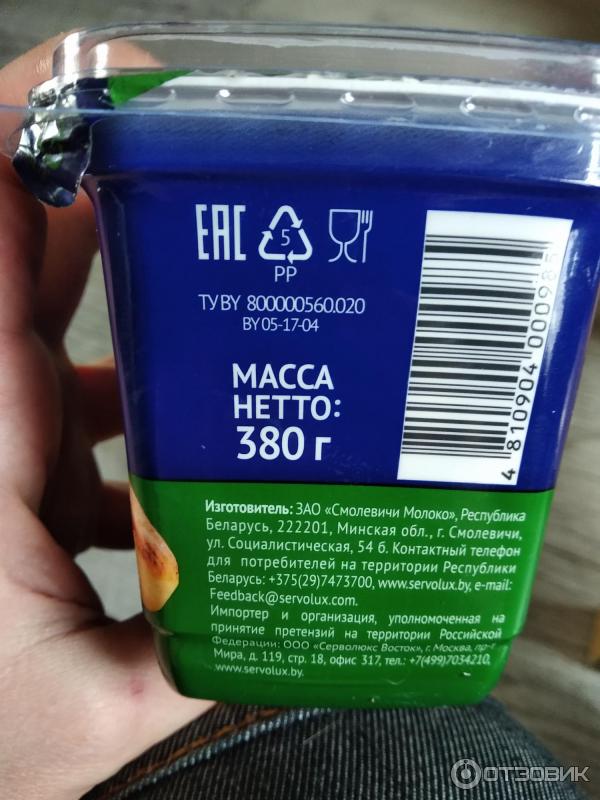 EAC 5
PP
ТУ BY 800000560.020
BY 05-17-04
МАССА
НЕТТО:
380 г
4 810904 000985
Изготовитель: ЗАО «Смолевичи Молоко», Республика
Беларусь, 222201, Минская обл., г. Смолевичи,
ул. Социалистическая, 54 б. Контактный телефон
для потребителей на территории Республики
Беларусь: +375(29)7473700, www.servolux.by, e-mail:
Feedback@servolux.com.
Импортер и организация, уполномоченная на
принятие претензий на территории Российской
Федерации: ООО «Серволюкс Восток», г. Москва, пр-т
Мира, д. 119, стр. 18, офис 317, тел.: +7(499)7034210,
www.servolux.by.
ОТЗОВИК